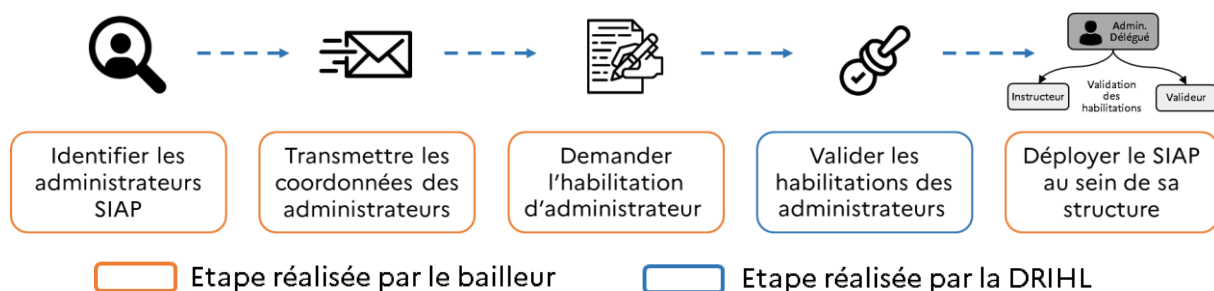 Admin.
Délégué
Instructeur
Validation
des
habilitations
Valideur
Identifier les
administrateurs
SIAP
Transmettre les
coordonnées des
administrateurs
Demander
l'habilitation
d'administrateur
Valider les
habilitations des
administrateurs
Déployer le SIAP
au sein de sa
structure
Etape réalisée par le bailleur
Etape réalisée par la DRIHL